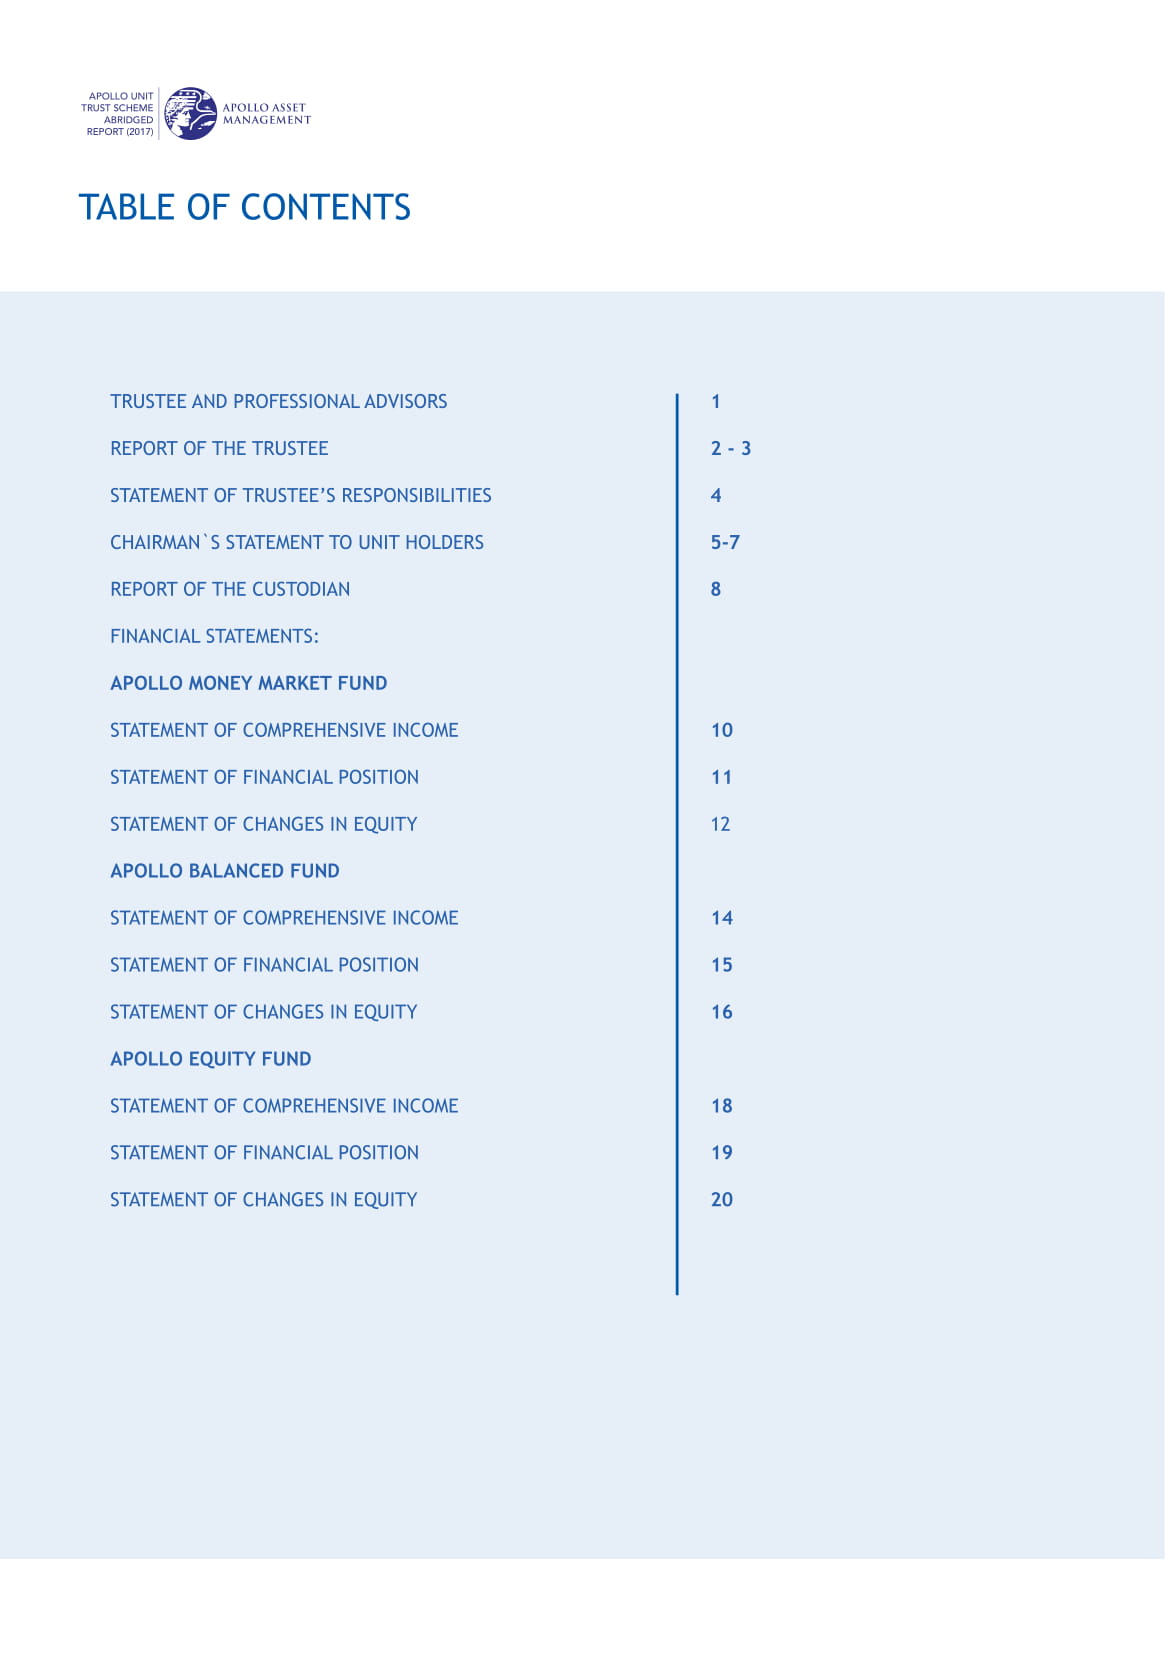 APOLLO UNIT
TRUST SCHEME
ABRIDGED
REPORT (2017)
APOLLO ASSET
MANAGEMENT
TABLE OF CONTENTS
TRUSTEE AND PROFESSIONAL ADVISORS 1
REPORT OF THE TRUSTEE 2 - 3
STATEMENT OF TRUSTEE’S RESPONSIBILITIES 4
CHAIRMAN`S STATEMENT TO UNIT HOLDERS 5-7
REPORT OF THE CUSTODIAN 8
FINANCIAL STATEMENTS:
APOLLO MONEY MARKET FUND
STATEMENT OF COMPREHENSIVE INCOME 10
STATEMENT OF FINANCIAL POSITION 11
STATEMENT OF CHANGES IN EQUITY 12
APOLLO BALANCED FUND
STATEMENT OF COMPREHENSIVE INCOME 14
STATEMENT OF FINANCIAL POSITION 15
STATEMENT OF CHANGES IN EQUITY 16
APOLLO EQUITY FUND
STATEMENT OF COMPREHENSIVE INCOME 18
STATEMENT OF FINANCIAL POSITION 19
STATEMENT OF CHANGES IN EQUITY 20